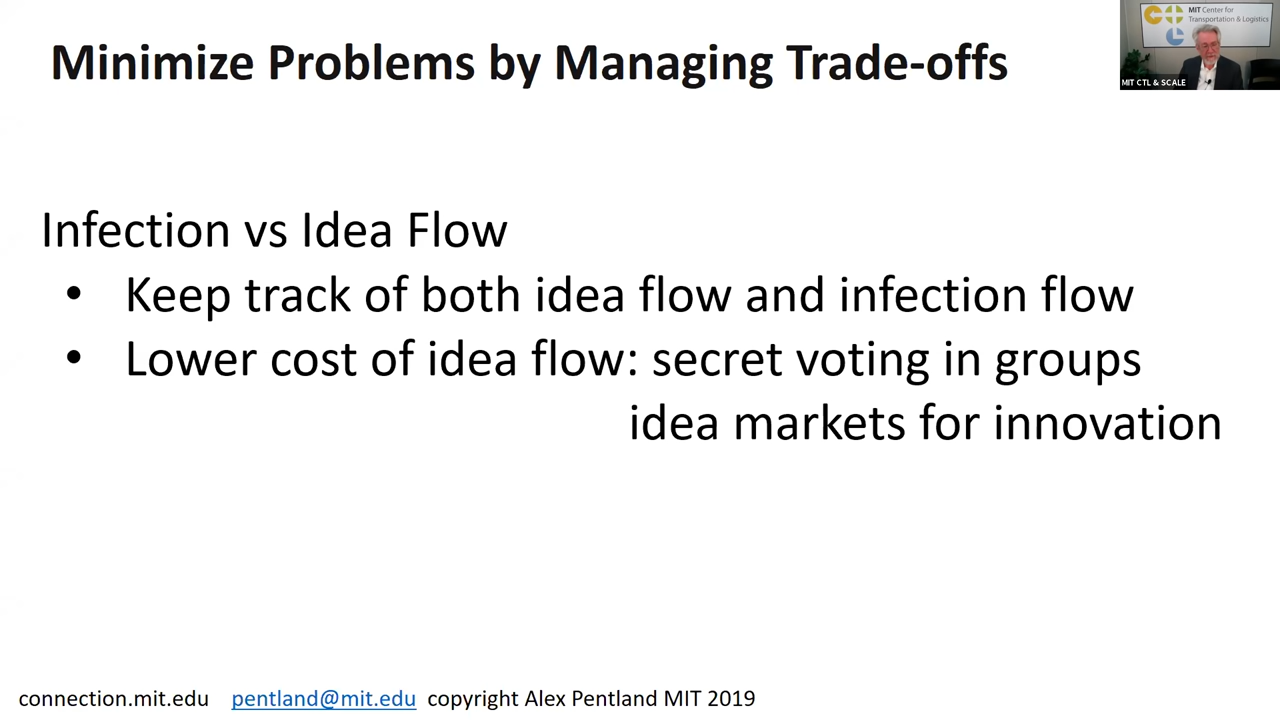 Minimize Problems by Managing Trade-offs
MIT Center for
Transportation & Logistics
MIT CTL & SCALE
Infection vs Idea Flow
• Keep track of both idea flow and infection flow
• Lower cost of idea flow: secret voting in groups
idea markets for innovation
connection.mit.edu pentland@mit.edu copyright Alex Pentland MIT 2019